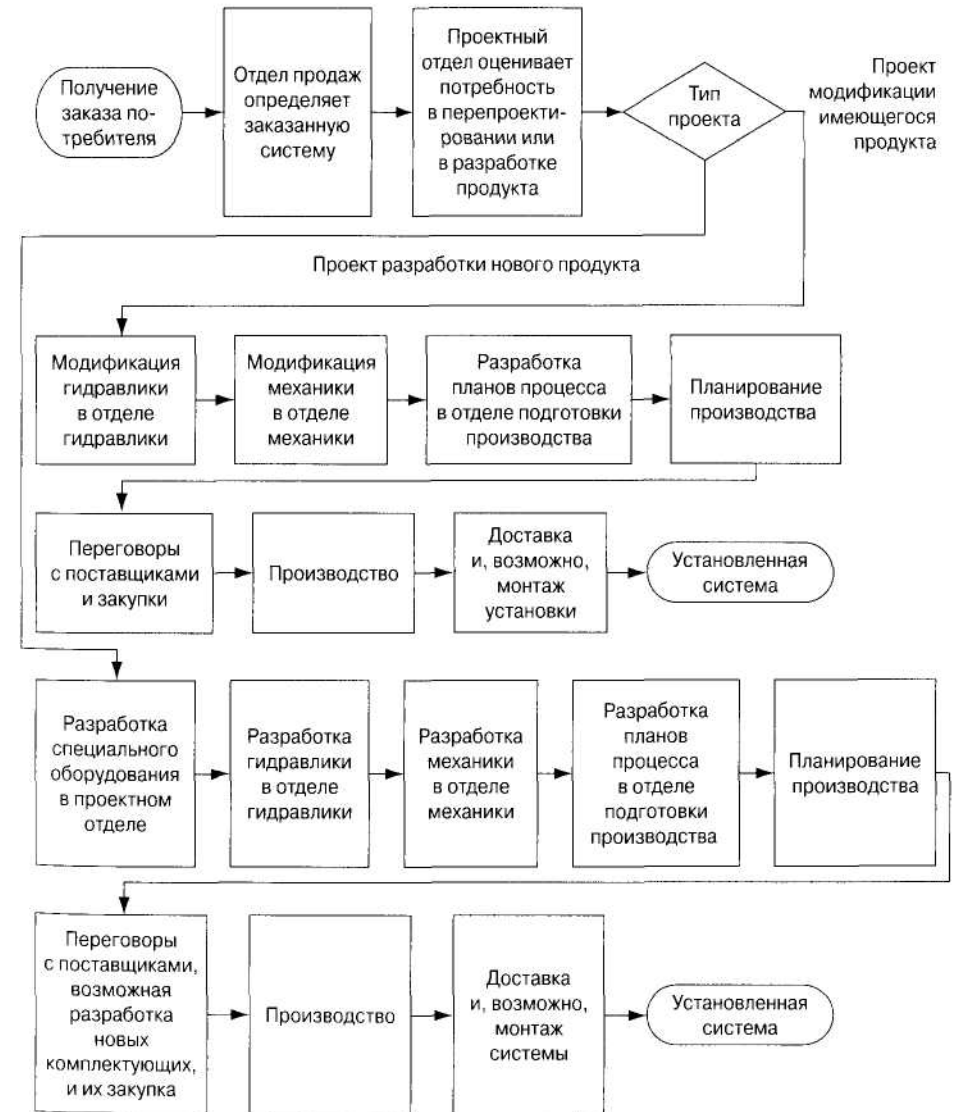 Получение
заказа по-
требителя
Отдел продаж
определяет
заказанную
систему
Проектный
отдел оценивает
потребность
в перепроекти-
ровании или
в разработке
продукта
Тип
проекта
Проект
модификации
имеющегося
продукта
Проект разработки нового продукта
Модификация
гидравлики
в отделе
гидравлики
Модификация
механики
в отделе
механики
Разработка
планов процесса
в отделе подготовки
производства
Планирование
производства
Переговоры
с поставщиками
и закупки
Производство
Доставка
и, возможно,
монтаж
установки
Установленная
система
Разработка
специального
оборудования
в проектном
отделе
Разработка
гидравлики
в отделе
гидравлики
Разработка
механики
в отделе
механики
Разработка
планов
процесса
в отделе
подготовки
производства
Планирование
производства
Переговоры
с поставщиками,
возможная
разработка
новых
комплектующих,
и их закупка
Производство
Доставка
и, возможно,
монтаж
системы
Установленная
система